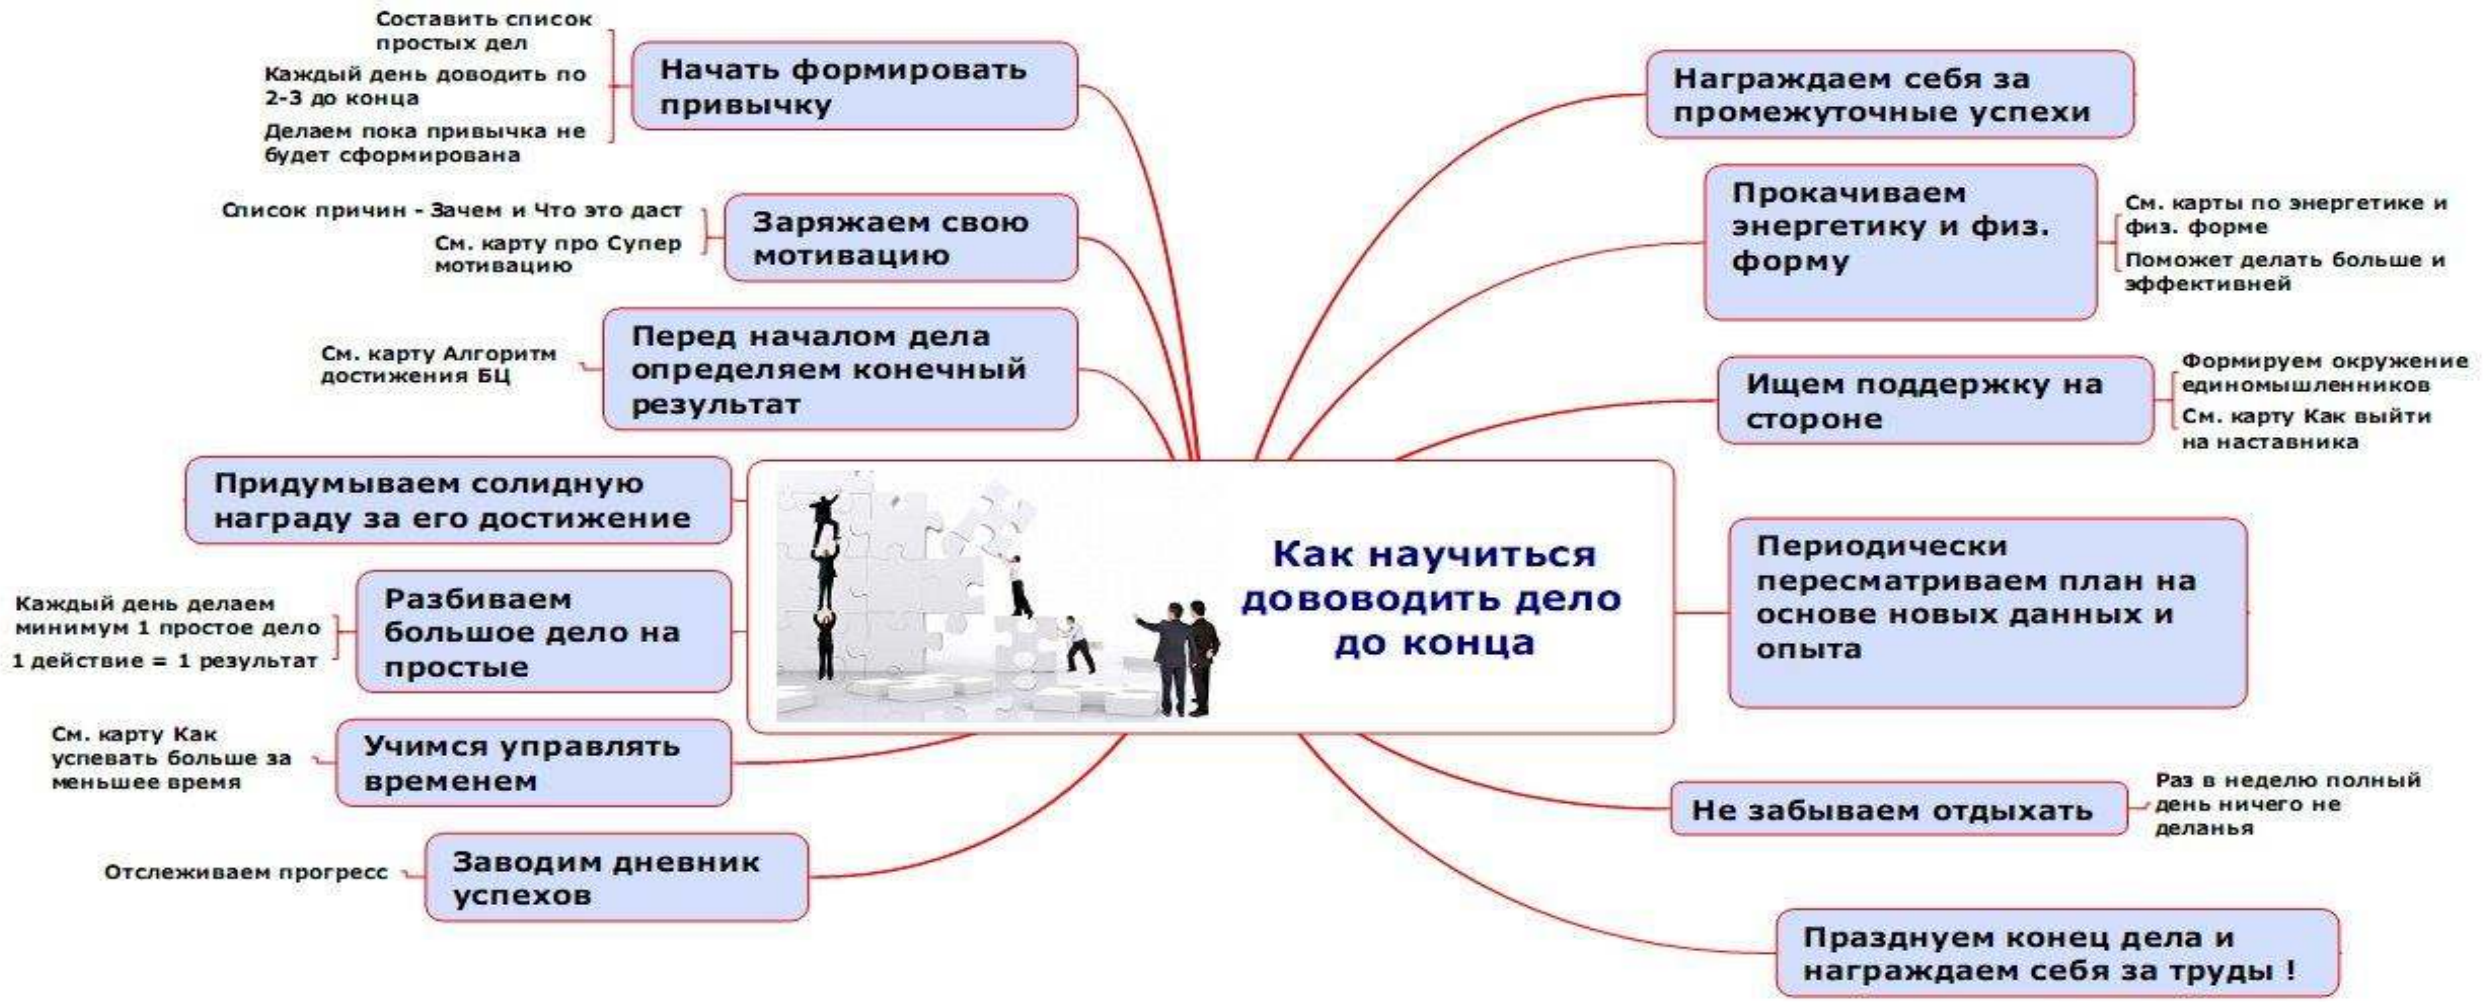 Составить список
простых дел
Каждый день доводить по
2-3 до конца
Делаем пока привычка не
будет сформирована
Начать формировать
привычку
Список причин - Зачем и Что это даст
См. карту про Супер
мотивацию
Заряжаем свою
мотивацию
См. карту Алгоритм
достижения БЦ
Перед началом дела
определяем конечный
результат
Придумываем солидную
награду за его достижение
Каждый день делаем
минимум 1 простое дело
1 действие = 1 результат
Разбиваем
большое дело на
простые
См. карту Как
успевать больше за
меньшее время
Учимся управлять
временем
Отслеживаем прогресс
Заводим дневник
успехов
Как научиться
дововодить дело
до конца
Награждаем себя за
промежуточные успехи
Прокачиваем
энергетику и физ.
форму
См. карты по энергетике и
физ. форме
Поможет делать больше и
эффективней
Ищем поддержку на
стороне
Формируем окружение
единомышленников
См. карту Как выйти
на наставника
Периодически
пересматриваем план на
основе новых данных и
опыта
Не забываем отдыхать
Раз в неделю полный
день ничего не
деланья
Празднуем конец дела и
награждаем себя за труды !